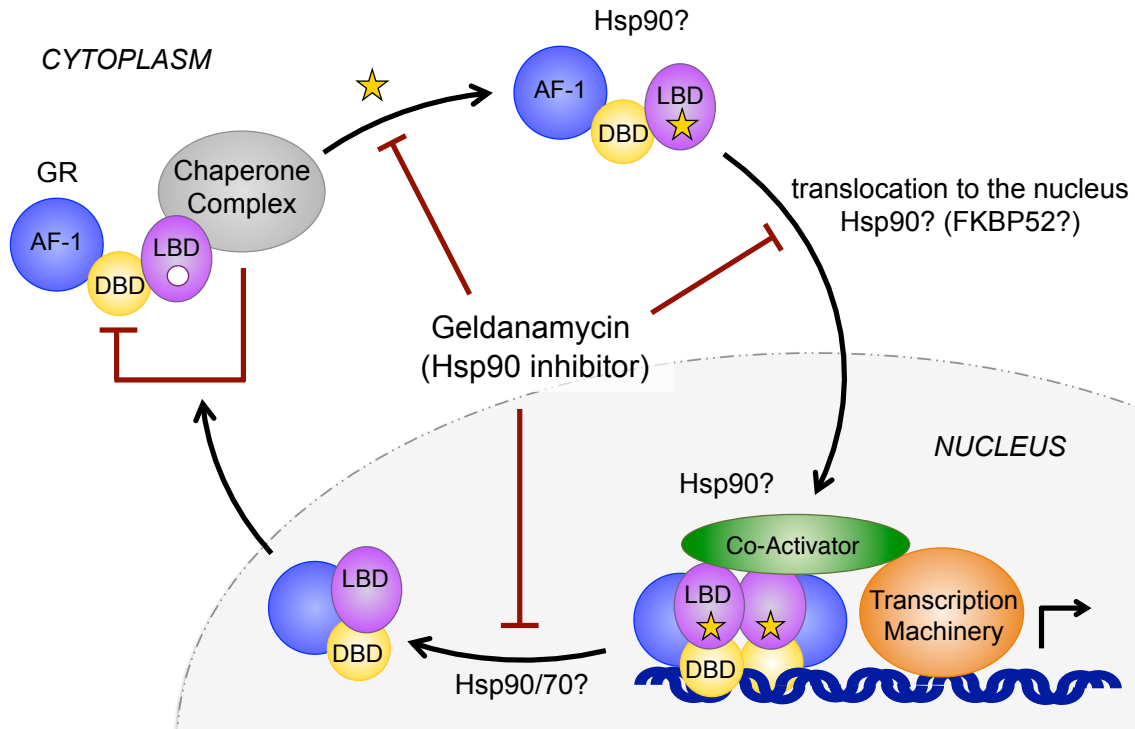 Hsp90?
CYTOPLASM
AF-1
LBD
DBD
GR
Chaperone
Complex
AF-1
LBD
DBD
translocation to the nucleus
Hsp90? (FKBP52?)
Geldanamycin
(Hsp90 inhibitor)
NUCLEUS
Hsp90?
Co-Activator
LBD
DBD
Transcription
Machinery
LBD
DBD
Hsp90/70?